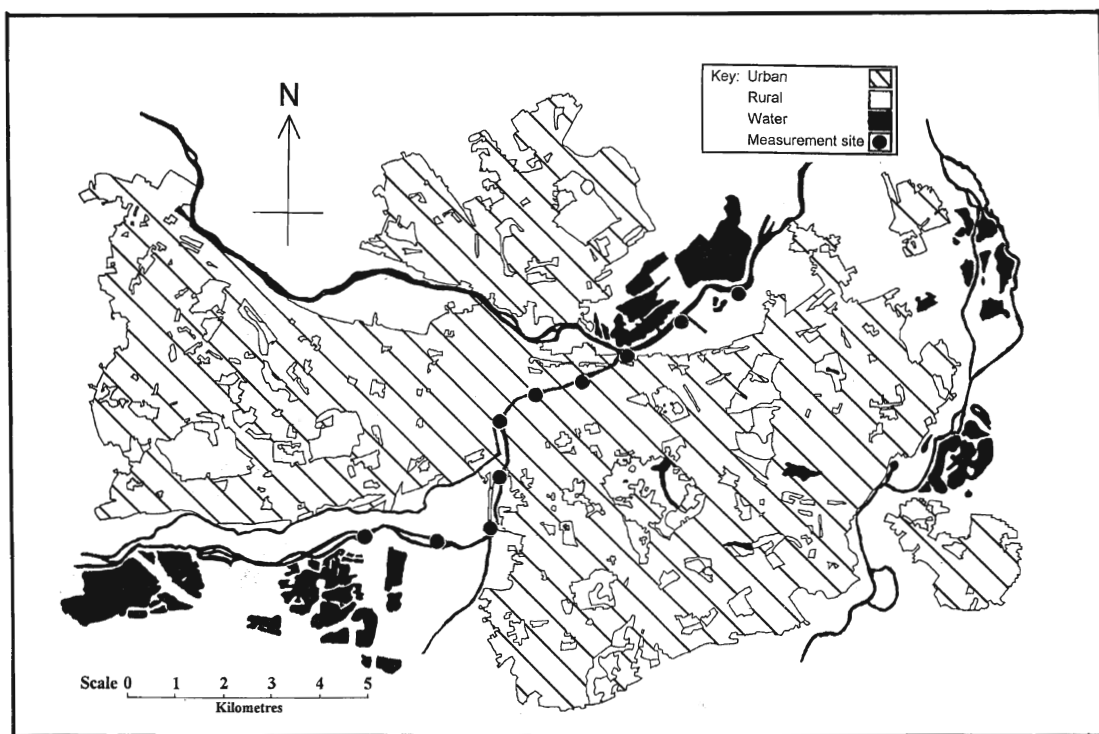 N
Key: Urban
Rural
Water
Measurement site
Scale 0 1 2 3 4 5
Kilometres